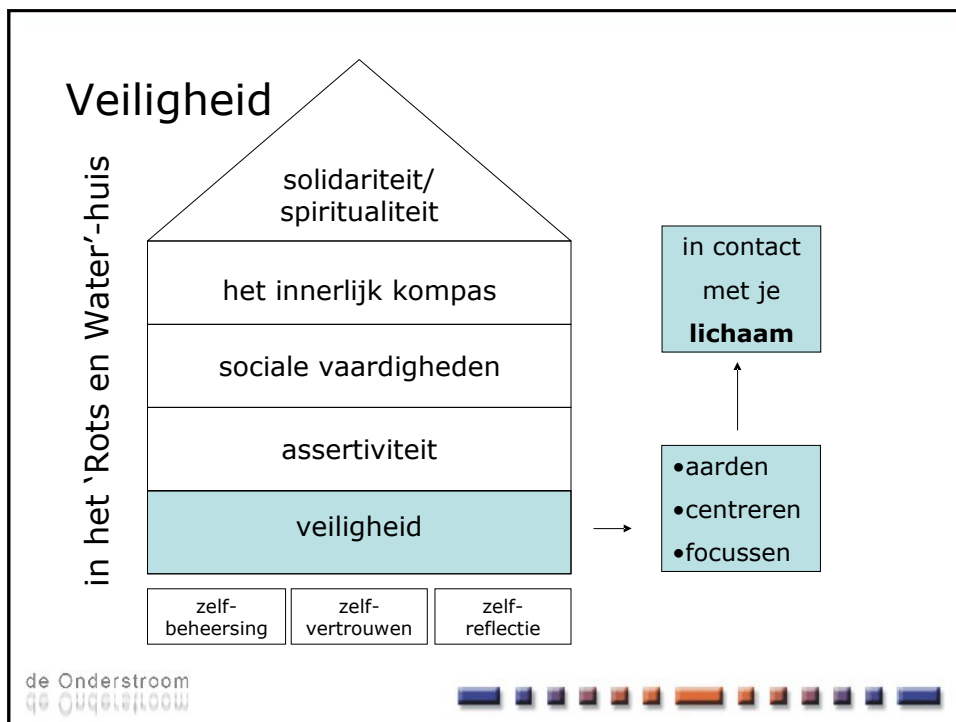 Veiligheid
in het ‘Rots en Water’-huis
solidariteit/
spiritualiteit
het innerlijk kompas
sociale vaardigheden
assertiviteit
veiligheid
zelf-
beheersing
zelf-
vertrouwen
zelf-
reflectie
in contact
met je
lichaam
•aarden
•centreren
•focussen
de Onderstroom